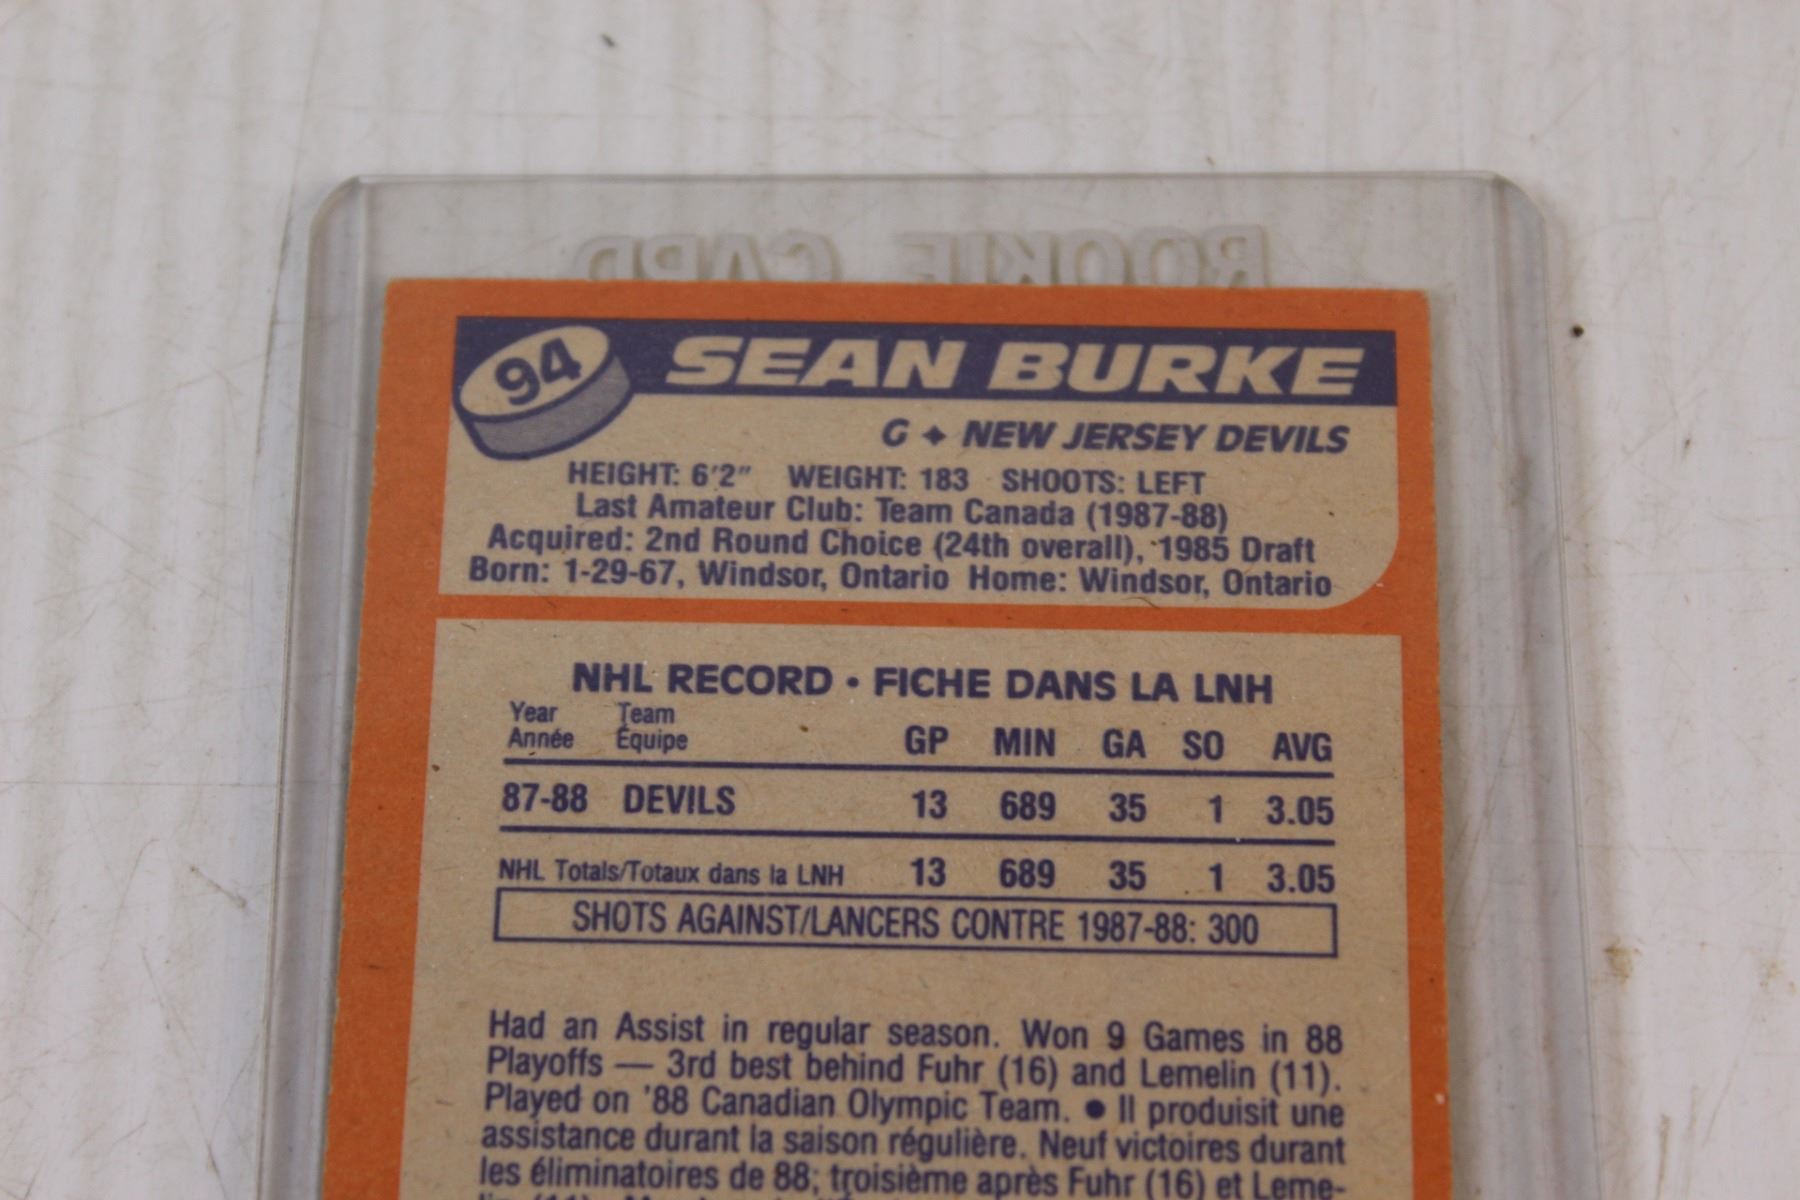 ROOKIE CARD
94 SEAN BURKE
G ✦ NEW JERSEY DEVILS
HEIGHT: 6'2" WEIGHT: 183 SHOOTS: LEFT
Last Amateur Club: Team Canada (1987-88)
Acquired: 2nd Round Choice (24th overall), 1985 Draft
Born: 1-29-67, Windsor, Ontario Home: Windsor, Ontario
NHL RECORD • FICHE DANS LA LNH
Year Team
Année Équipe GP MIN GA SO AVG
87-88 DEVILS 13 689 35 1 3.05
NHL Totals/Totaux dans la LNH 13 689 35 1 3.05
SHOTS AGAINST/LANCERS CONTRE 1987-88: 300
Had an Assist in regular season. Won 9 Games in 88
Playoffs — 3rd best behind Fuhr (16) and Lemelin (11).
Played on '88 Canadian Olympic Team. ● Il produisit une
assistance durant la saison régulière. Neuf victoires durant
les éliminatoires de 88; troisième après Fuhr (16) et Leme-
lin (11).